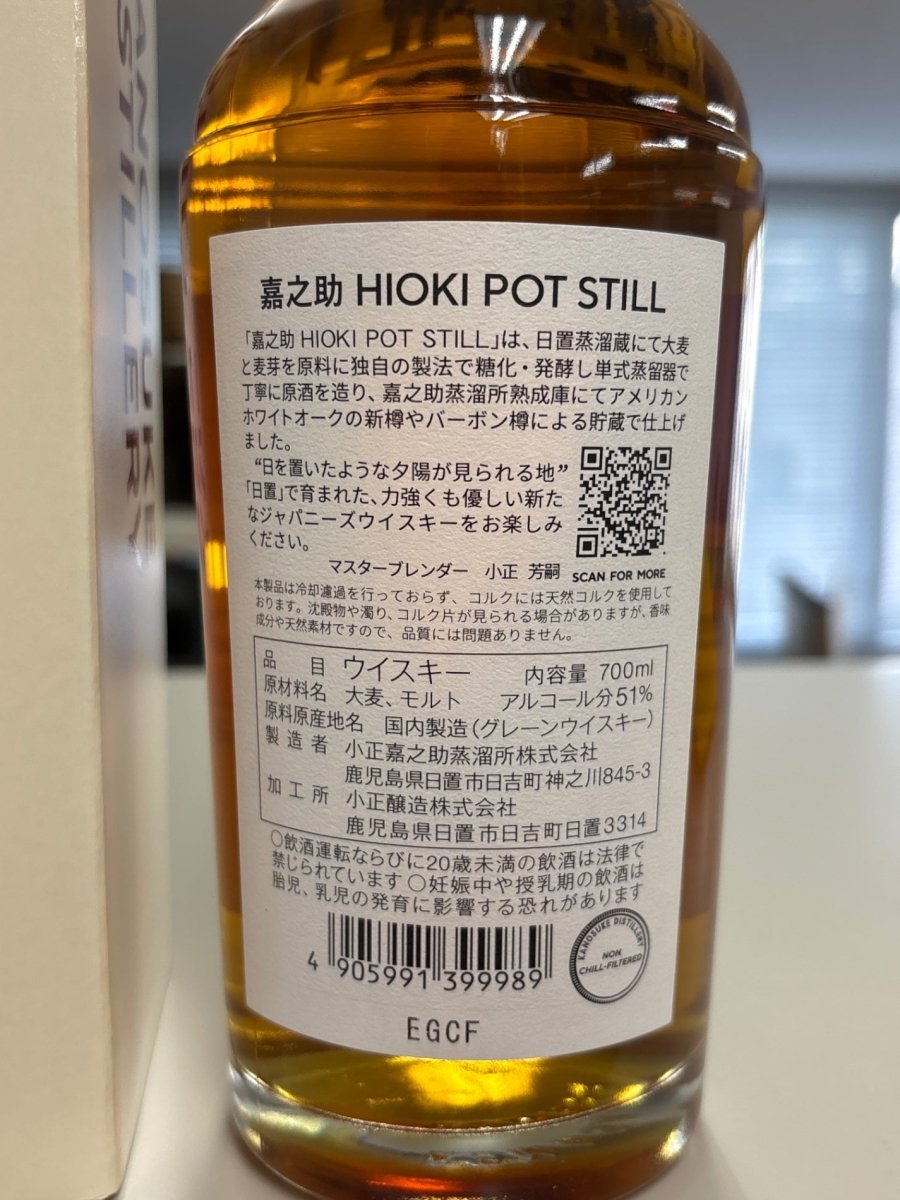 嘉之助 HIOKI POT STILL
「嘉之助 HIOKI POT STILL」は、日置蒸溜蔵にて大麦
と麦芽を原料に独自の製法で糖化・発酵し単式蒸留器で
丁寧に原酒を造り、嘉之助蒸溜所熟成庫にてアメリカン
ホワイトオークの新樽やバーボン樽による貯蔵で仕上げ
ました。
“日を置いたような夕陽が見られる地”
「日置」で育まれた、力強くも優しい新た
なジャパニーズウイスキーをお楽しみ
ください。
マスターブレンダー 小正 芳嗣
SCAN FOR MORE
本製品は冷却濾過を行っておらず、コルクには天然コルクを使用して
おります。沈殿物や濁り、コルク片が見られる場合がありますが、香味
成分や天然素材ですので、品質には問題ありません。
品目 ウイスキー 内容量 700ml
原材料名 大麦、モルト アルコール分51%
原料原産地名 国内製造(グレーンウイスキー)
製造者 小正嘉之助蒸溜所株式会社
鹿児島県日置市日吉町神之川845-3
加工所 小正醸造株式会社
鹿児島県日置市日吉町日置3314
○飲酒運転ならびに20歳未満の飲酒は法律で
禁じられています ○妊娠中や授乳期の飲酒は
胎児、乳児の発育に影響する恐れがあります
4 905991 399989
KANOSUKE DISTILLERY
NON
CHILL-FILTERED
EGCF